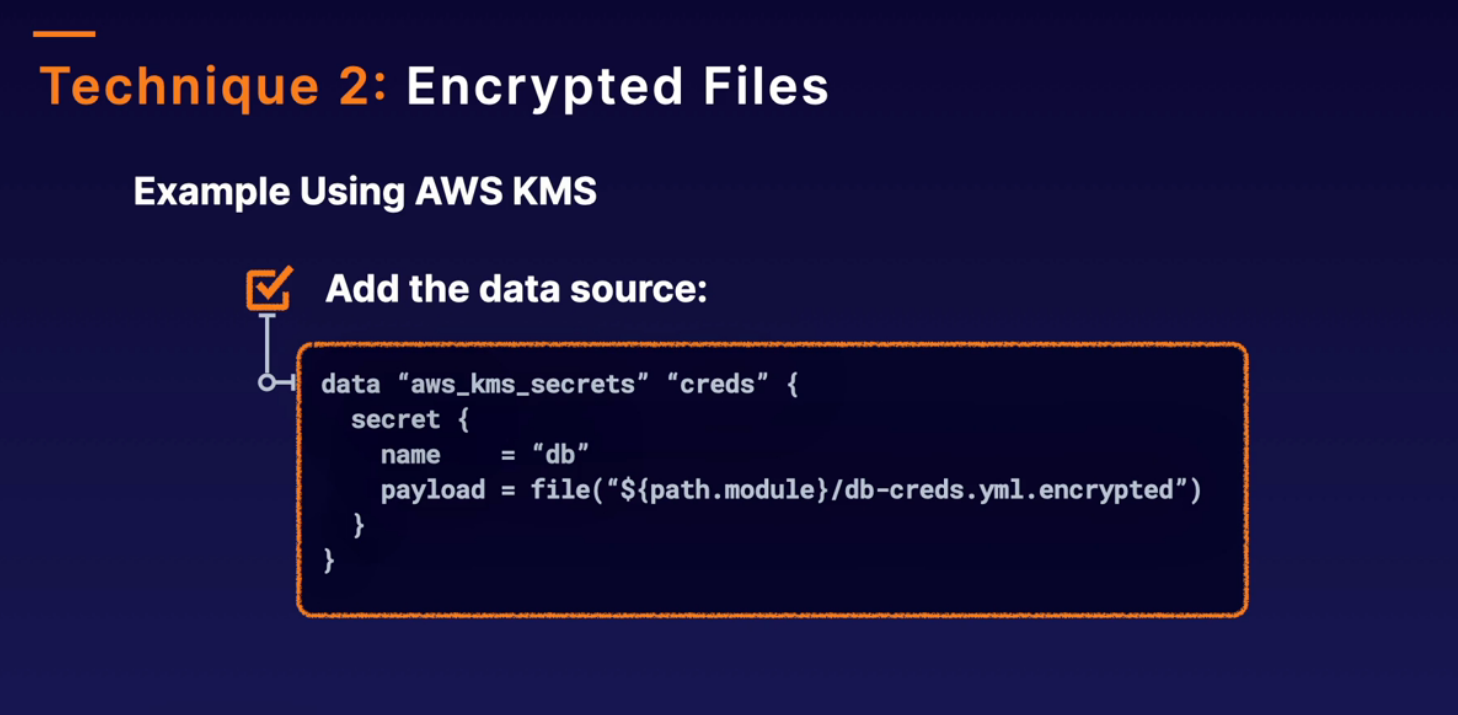 Technique 2: Encrypted Files
Example Using AWS KMS
Add the data source:
data “aws_kms_secrets” “creds” {
  secret {
    name    = “db”
    payload = file(“${path.module}/db-creds.yml.encrypted”)
  }
}